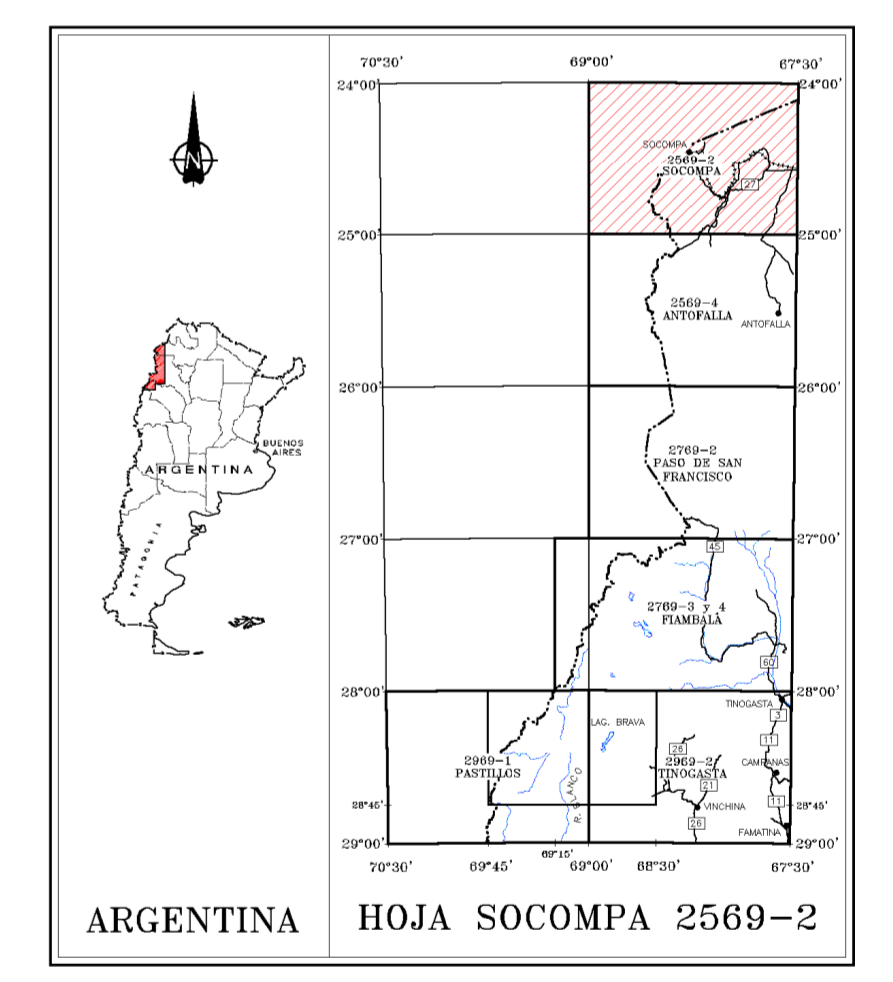 N
BUENOS
AIRES
ARGENTINA
PATAGONIA
ARGENTINA
70°30'
69°00'
67°30'
24°00'
24°00'
SOCOMPA
2569-2
SOCOMPA
27
25°00'
25°00'
2569-4
ANTOFALLA
ANTOFALLA
26°00'
26°00'
2769-2
PASO DE SAN
FRANCISCO
27°00'
27°00'
45
2769-3 y 4
FIAMBALA
60
28°00'
28°00'
TINOGASTA
3
LAG. BRAVA
11
26
2969-1
PASTILLOS
2969-2
TINOGASTA
CAMPANAS
R. BLANCO
21
28°45'
28°45'
VINCHINA
11
26
FAMATINA
29°00'
29°00'
70°30'
69°45'
69°15'
69°00'
68°30'
67°30'
HOJA SOCOMPA 2569-2